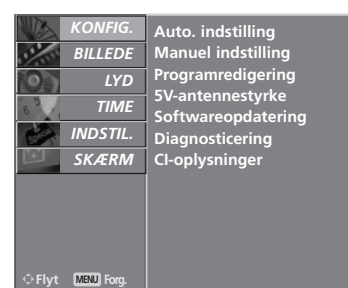 KONFIG.
BILLEDE
LYD
TIME
INDSTIL.
SKÆRM
Auto. indstilling
Manuel indstilling
Programredigering
5V-antennestyrke
Softwareopdatering
Diagnosticering
CI-oplysninger
Flyt MENU Forg.